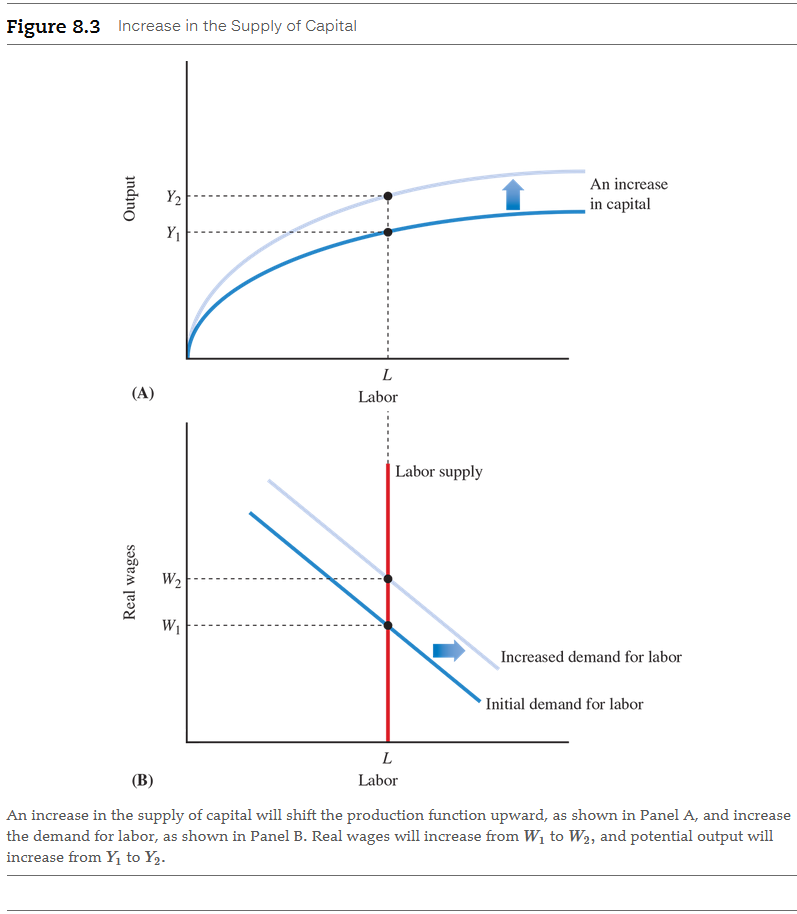 Figure 8.3 Increase in the Supply of Capital
Output
Y2
Y1
An increase
in capital
L
Labor
(A)
Labor supply
Real wages
W2
W1
Increased demand for labor
Initial demand for labor
L
Labor
(B)
An increase in the supply of capital will shift the production function upward, as shown in Panel A, and increase
the demand for labor, as shown in Panel B. Real wages will increase from W1 to W2, and potential output will
increase from Y1 to Y2.